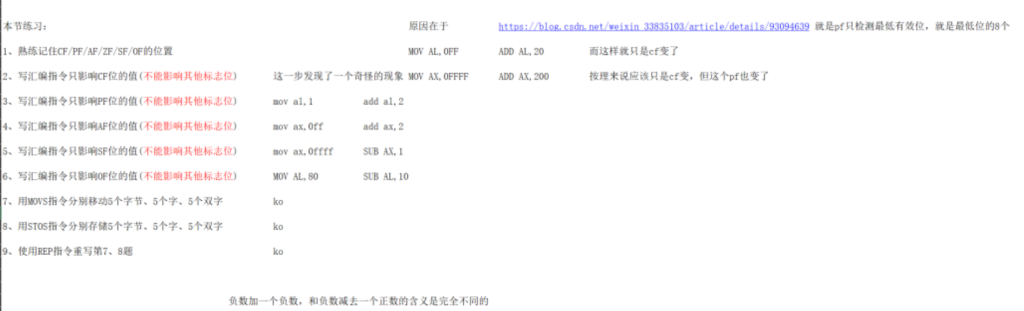 本节练习： 原因在于 https://blog.csdn.net/weixin_33835103/article/details/93094639 就是pf只检测最低有效位，就是最低位的8个
1、熟练记住CF/PF/AF/ZF/SF/OF的位置 MOV AL,0FF ADD AL,20 而这样就只是cf变了
2、写汇编指令只影响CF位的值(不能影响其他标志位) 这一步发现了一个奇怪的现象 MOV AX,0FFFF ADD AX,200 按理来说应该只是cf变，但这个pf也变了
3、写汇编指令只影响PF位的值(不能影响其他标志位) mov al,1 add al,2
4、写汇编指令只影响AF位的值(不能影响其他标志位) mov ax,0ff add ax,2
5、写汇编指令只影响SF位的值(不能影响其他标志位) mov ax,0ffff SUB AX,1
6、写汇编指令只影响OF位的值(不能影响其他标志位) MOV AL,80 SUB AL,10
7、用MOVS指令分别移动5个字节、5个字、5个双字 ko
8、用STOS指令分别存储5个字节、5个字、5个双字 ko
9、使用REP指令重写第7、8题 ko
负数加一个负数，和负数减去一个正数的含义是完全不同的